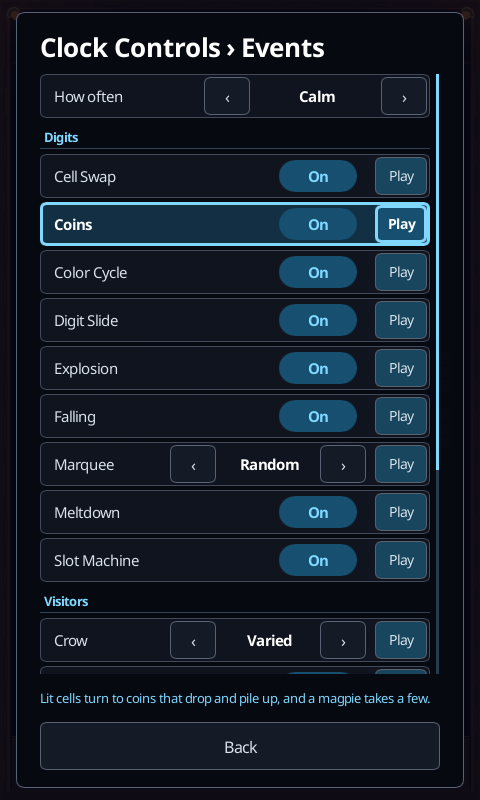 Clock Controls › Events
How often ‹ Calm ›
Digits
Cell Swap On Play
Coins On Play
Color Cycle On Play
Digit Slide On Play
Explosion On Play
Falling On Play
Marquee ‹ Random › Play
Meltdown On Play
Slot Machine On Play
Visitors
Crow ‹ Varied › Play
Lit cells turn to coins that drop and pile up, and a magpie takes a few.
Back